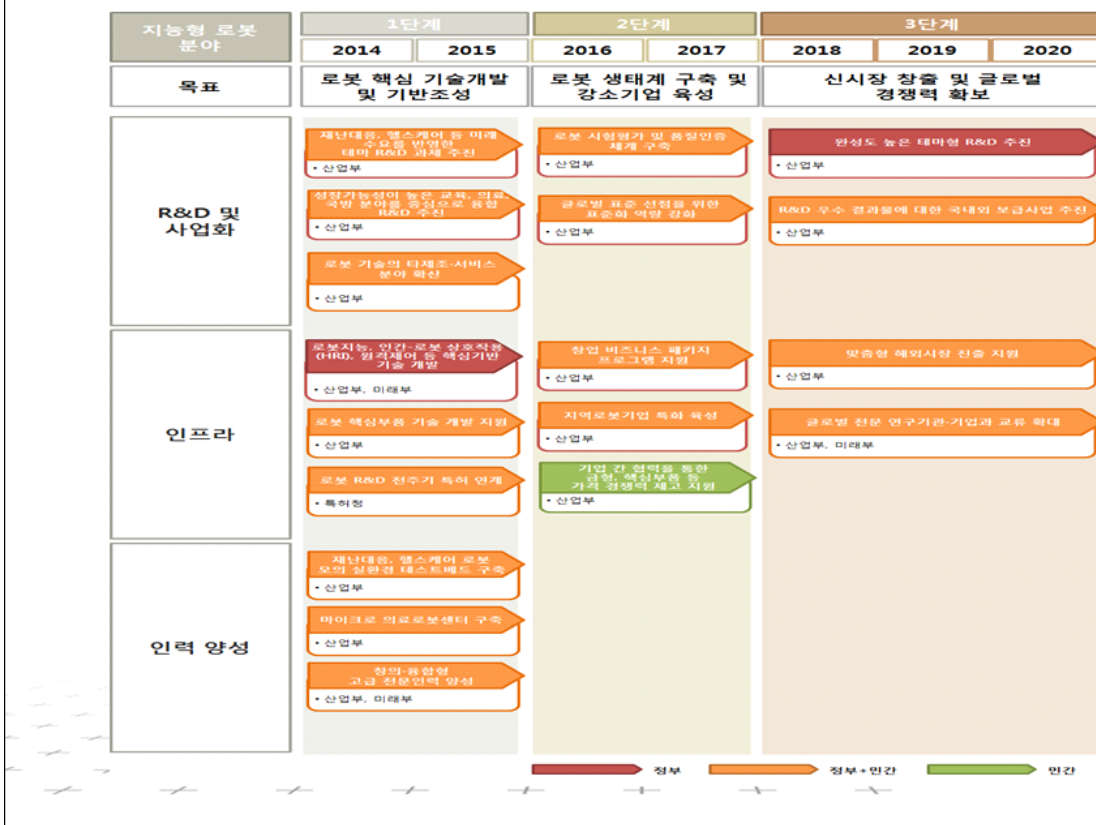 지능형 로봇
분야
1단계
2단계
3단계
2014
2015
2016
2017
2018
2019
2020
목표
로봇 핵심 기술개발
및 기반조성
로봇 생태계 구축 및
강소기업 육성
신시장 창출 및 글로벌
경쟁력 확보
R&D 및
사업화
재난대응, 헬스케어 등 미래
수요를 반영한
테마 R&D 과제 추진
• 산업부
성장가능성이 높은 교육, 의료,
국방 분야를 중심으로 융합
R&D 추진
• 산업부
로봇 기술의 타제조·서비스
분야 확산
• 산업부
로봇 시험평가 및 품질인증
체계 구축
• 산업부
글로벌 표준 선점을 위한
표준화 역량 강화
• 산업부
완성도 높은 테마형 R&D 추진
• 산업부
R&D 우수 결과물에 대한 국내외 보급사업 추진
• 산업부
인프라
로봇지능, 인간-로봇 상호작용
(HRI), 원격제어 등 핵심기반
기술 개발
• 산업부, 미래부
로봇 핵심부품 기술 개발 지원
• 산업부
로봇 R&D 전주기 특허 연계
• 특허청
창업 비즈니스 패키지
프로그램 지원
• 산업부
지역로봇기업 특화 육성
• 산업부
기업 간 협력을 통한
금형, 핵심부품 등
가격 경쟁력 제고 지원
• 산업부
맞춤형 해외시장 진출 지원
• 산업부
글로벌 전문 연구기관·기업과 교류 확대
• 산업부, 미래부
인력 양성
재난대응, 헬스케어 로봇
모의 실환경 테스트베드 구축
• 산업부
마이크로 의료로봇센터 구축
• 산업부
창의·융합형
고급 전문인력 양성
• 산업부, 미래부
정부
정부+민간
민간